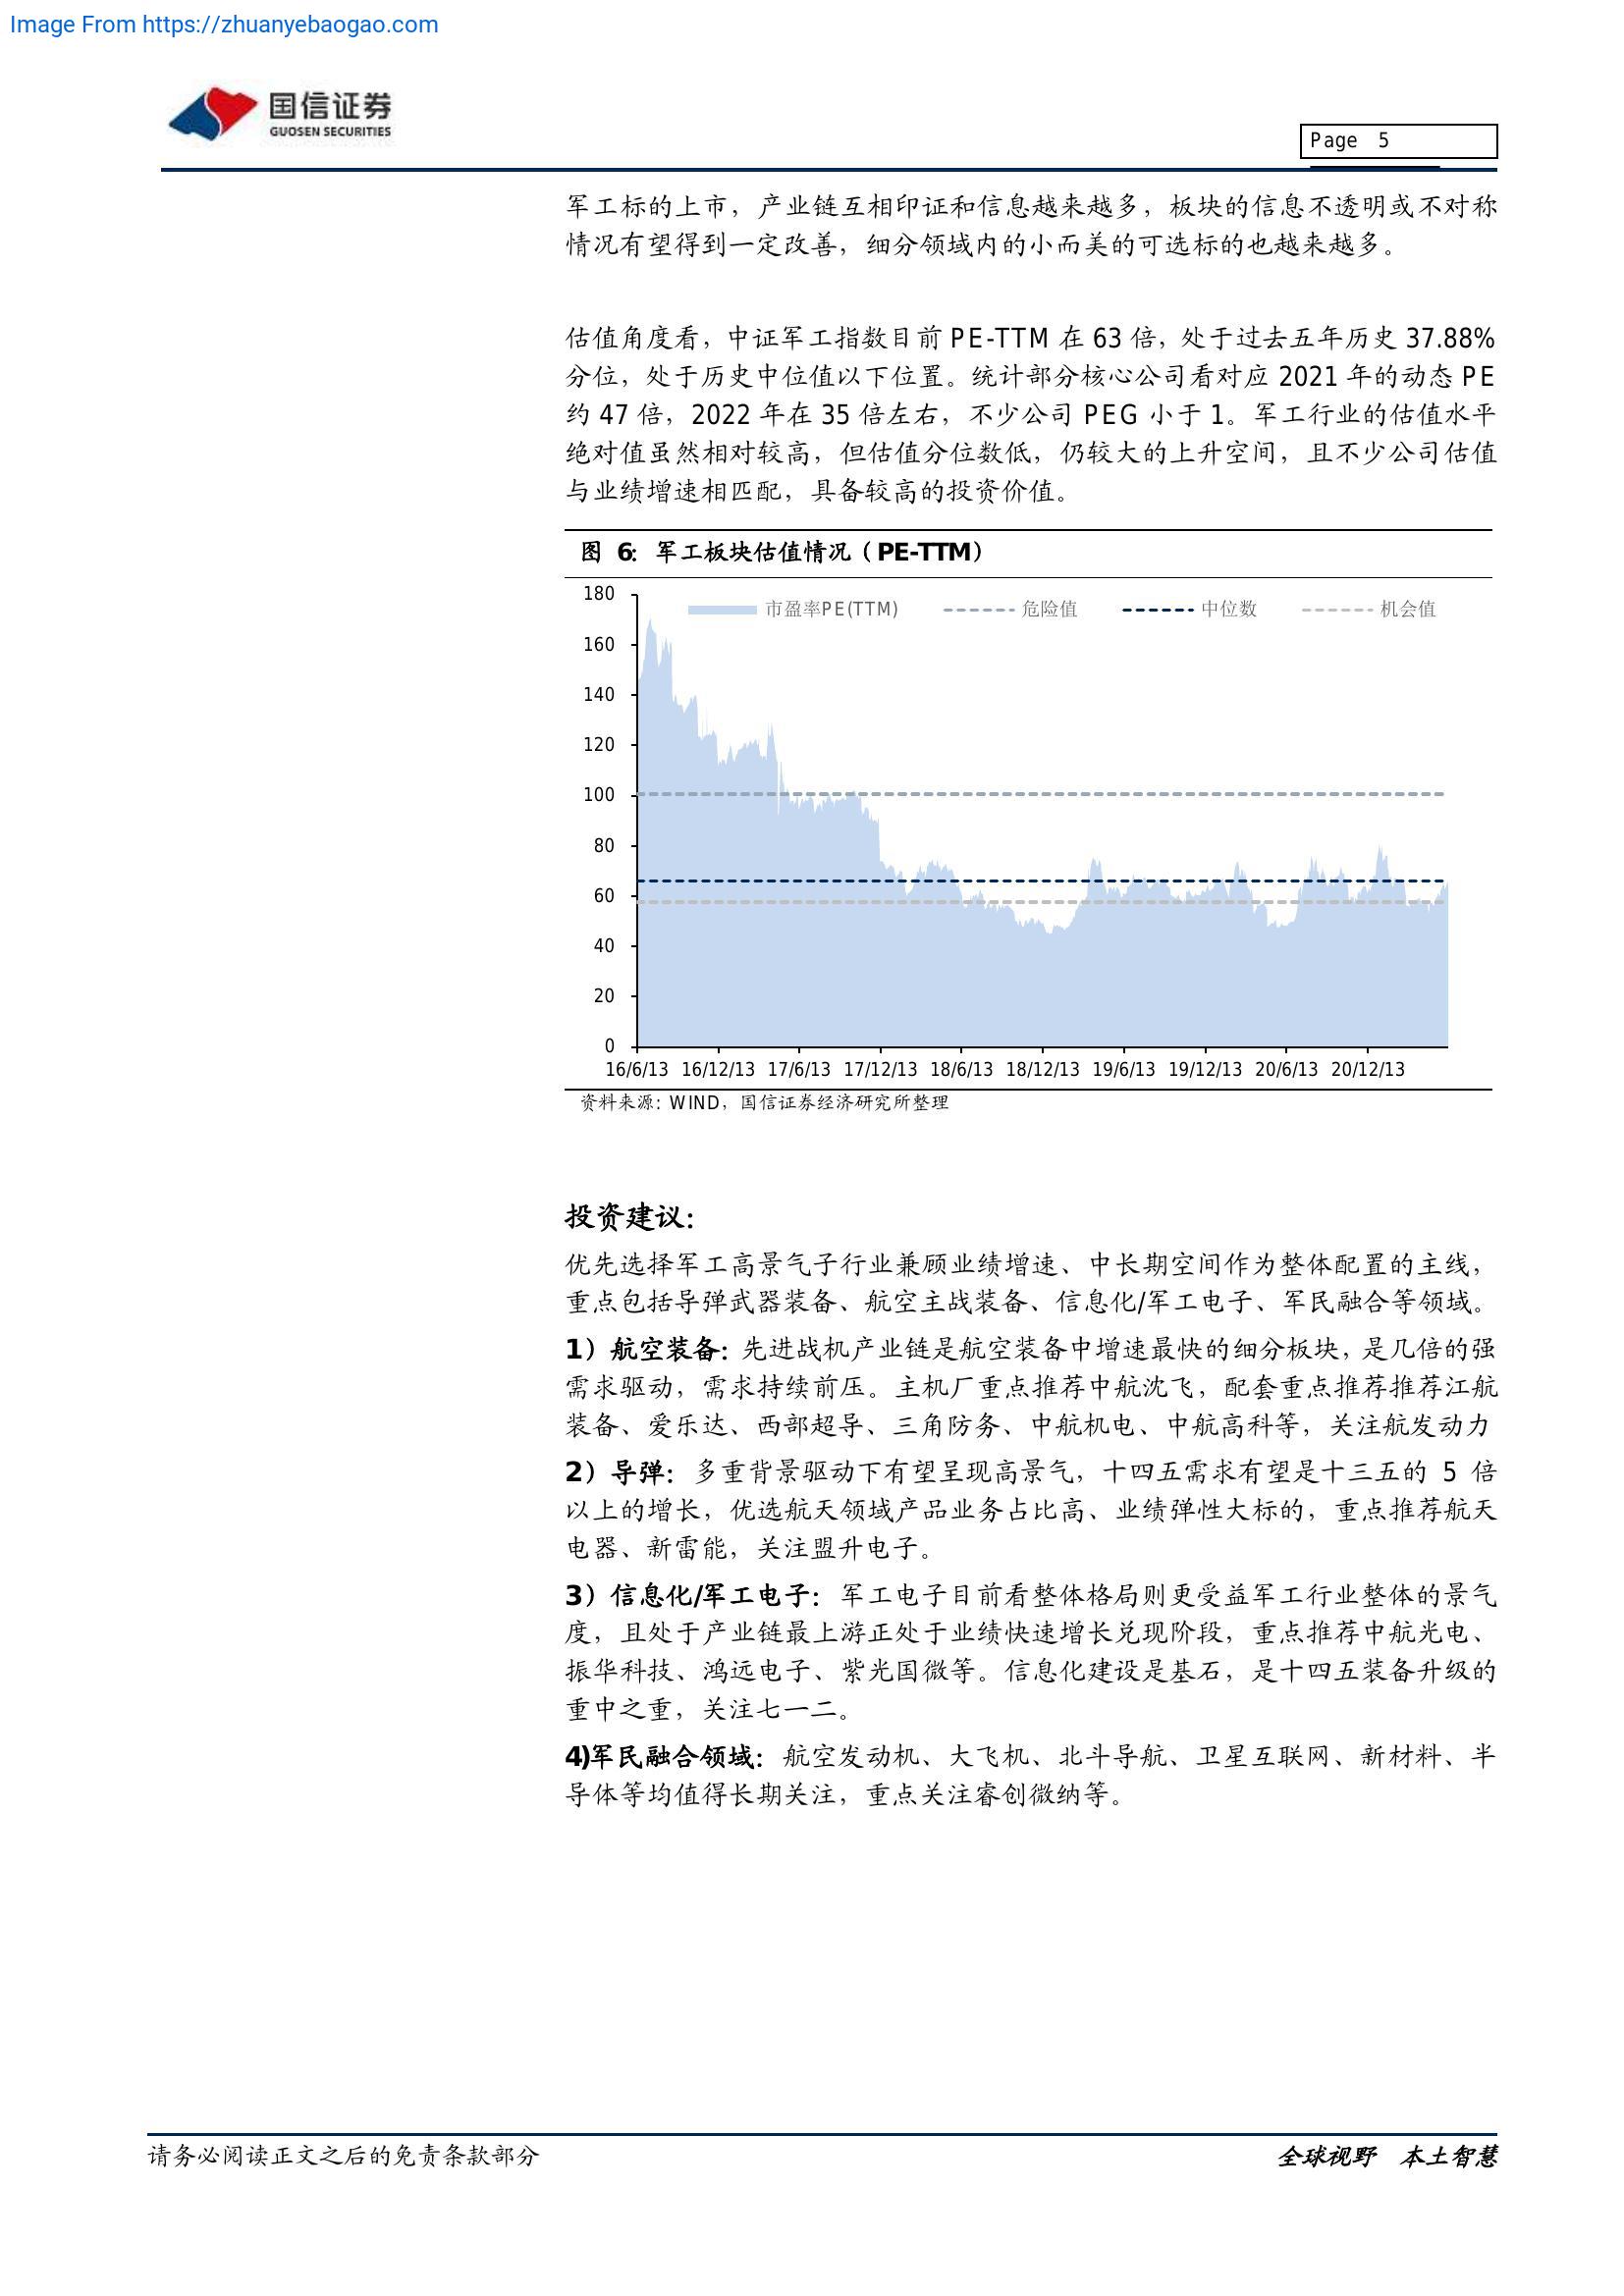 Image From https://zhuanyebaogao.com
国信证券
GUOSEN SECURITIES
Page 5
军工标的上市，产业链互相印证和信息越来越多，板块的信息不透明或不对称
情况有望得到一定改善，细分领域内的小而美的可选标的也越来越多。
估值角度看，中证军工指数目前 PE-TTM 在 63 倍，处于过去五年历史 37.88%
分位，处于历史中位值以下位置。统计部分核心公司看对应 2021 年的动态 PE
约 47 倍，2022 年在 35 倍左右，不少公司 PEG 小于 1。军工行业的估值水平
绝对值虽然相对较高，但估值分位数低，仍较大的上升空间，且不少公司估值
与业绩增速相匹配，具备较高的投资价值。
图 6：军工板块估值情况（PE-TTM）
市盈率PE(TTM) 危险值 中位数 机会值
180
160
140
120
100
80
60
40
20
0
16/6/13 16/12/13 17/6/13 17/12/13 18/6/13 18/12/13 19/6/13 19/12/13 20/6/13 20/12/13
资料来源: WIND，国信证券经济研究所整理
投资建议：
优先选择军工高景气子行业兼顾业绩增速、中长期空间作为整体配置的主线，
重点包括导弹武器装备、航空主战装备、信息化/军工电子、军民融合等领域。
1）航空装备：先进战机产业链是航空装备中增速最快的细分板块，是几倍的强
需求驱动，需求持续前压。主机厂重点推荐中航沈飞，配套重点推荐推荐江航
装备、爱乐达、西部超导、三角防务、中航机电、中航高科等，关注航发动力
2）导弹：多重背景驱动下有望呈现高景气，十四五需求有望是十三五的 5 倍
以上的增长，优选航天领域产品业务占比高、业绩弹性大标的，重点推荐航天
电器、新雷能，关注盟升电子。
3）信息化/军工电子：军工电子目前看整体格局则更受益军工行业整体的景气
度，且处于产业链最上游正处于业绩快速增长兑现阶段，重点推荐中航光电、
振华科技、鸿远电子、紫光国微等。信息化建设是基石，是十四五装备升级的
重中之重，关注七一二。
4)军民融合领域：航空发动机、大飞机、北斗导航、卫星互联网、新材料、半
导体等均值得长期关注，重点关注睿创微纳等。
请务必阅读正文之后的免责条款部分
全球视野 本土智慧